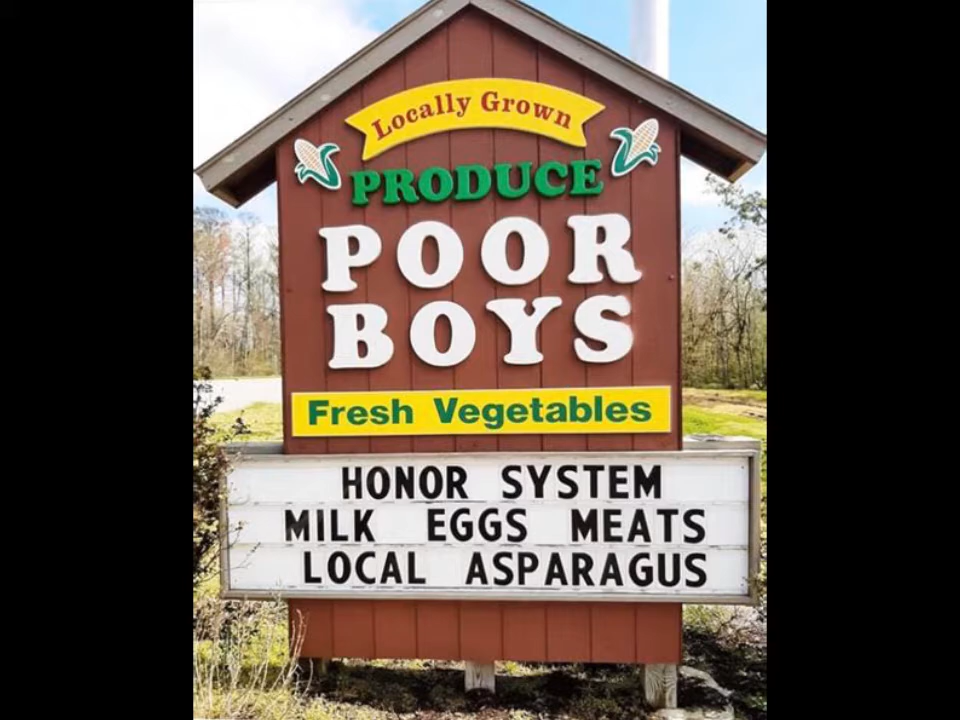 Locally Grown
PRODUCE
POOR
BOYS
Fresh Vegetables
HONOR SYSTEM
MILK EGGS MEATS
LOCAL ASPARAGUS